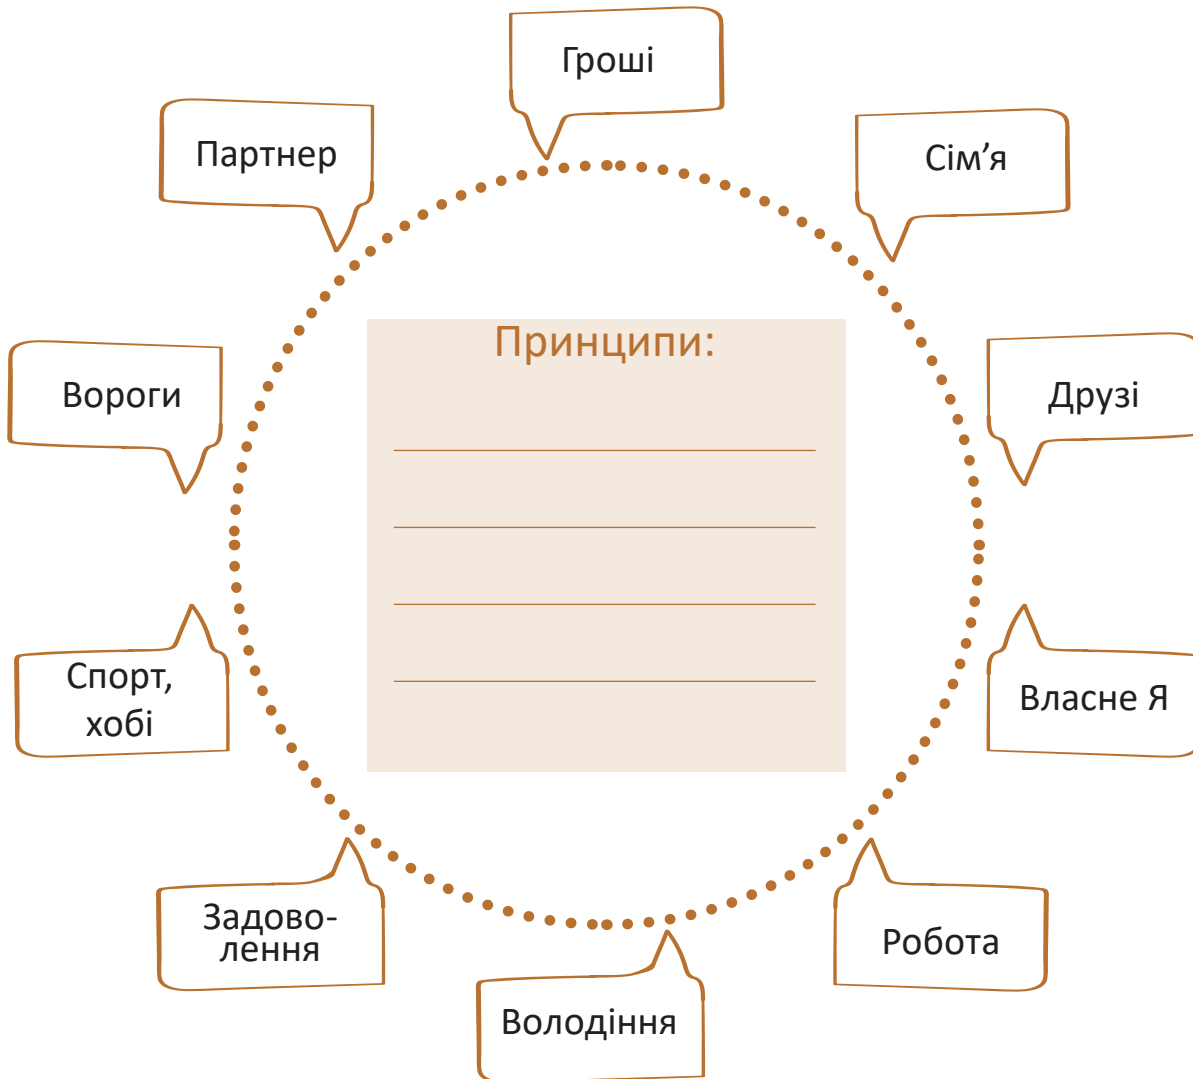 Гроші
Партнер
Сім’я
Принципи:
Вороги
Друзі
Спорт,
хобі
Власне Я
Задово-
лення
Робота
Володіння